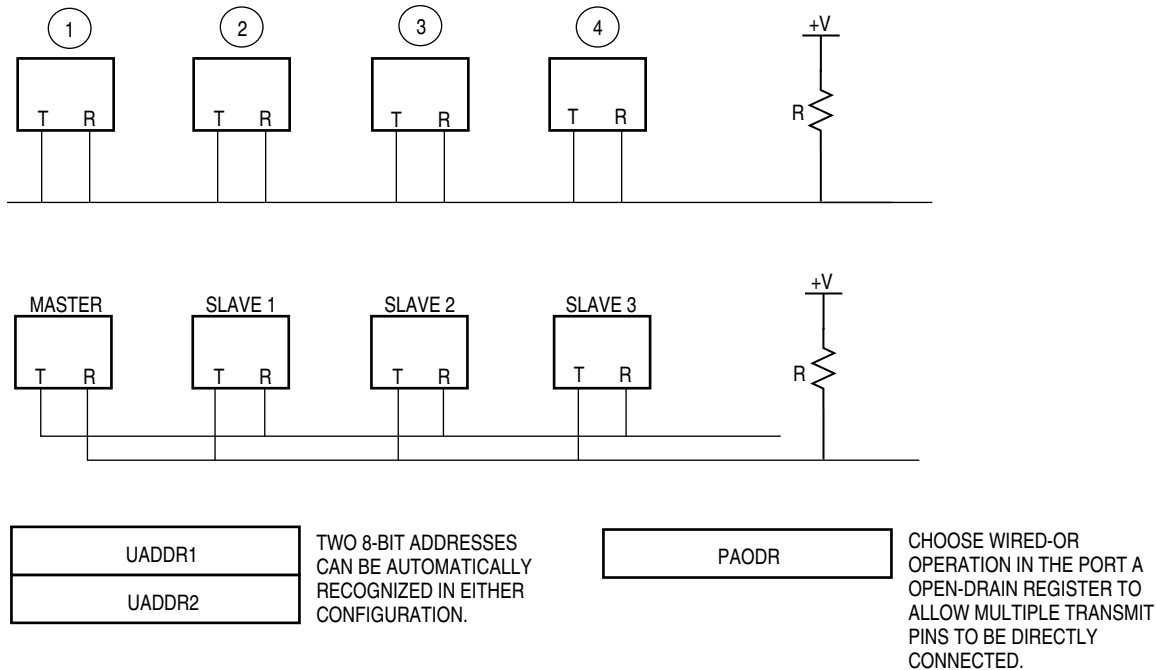 1 2 3 4 +V
T R T R T R T R R
MASTER SLAVE 1 SLAVE 2 SLAVE 3 +V
T R T R T R T R R
UADDR1
UADDR2
TWO 8-BIT ADDRESSES
CAN BE AUTOMATICALLY
RECOGNIZED IN EITHER
CONFIGURATION.
PAODR
CHOOSE WIRED-OR
OPERATION IN THE PORT A
OPEN-DRAIN REGISTER TO
ALLOW MULTIPLE TRANSMIT
PINS TO BE DIRECTLY
CONNECTED.